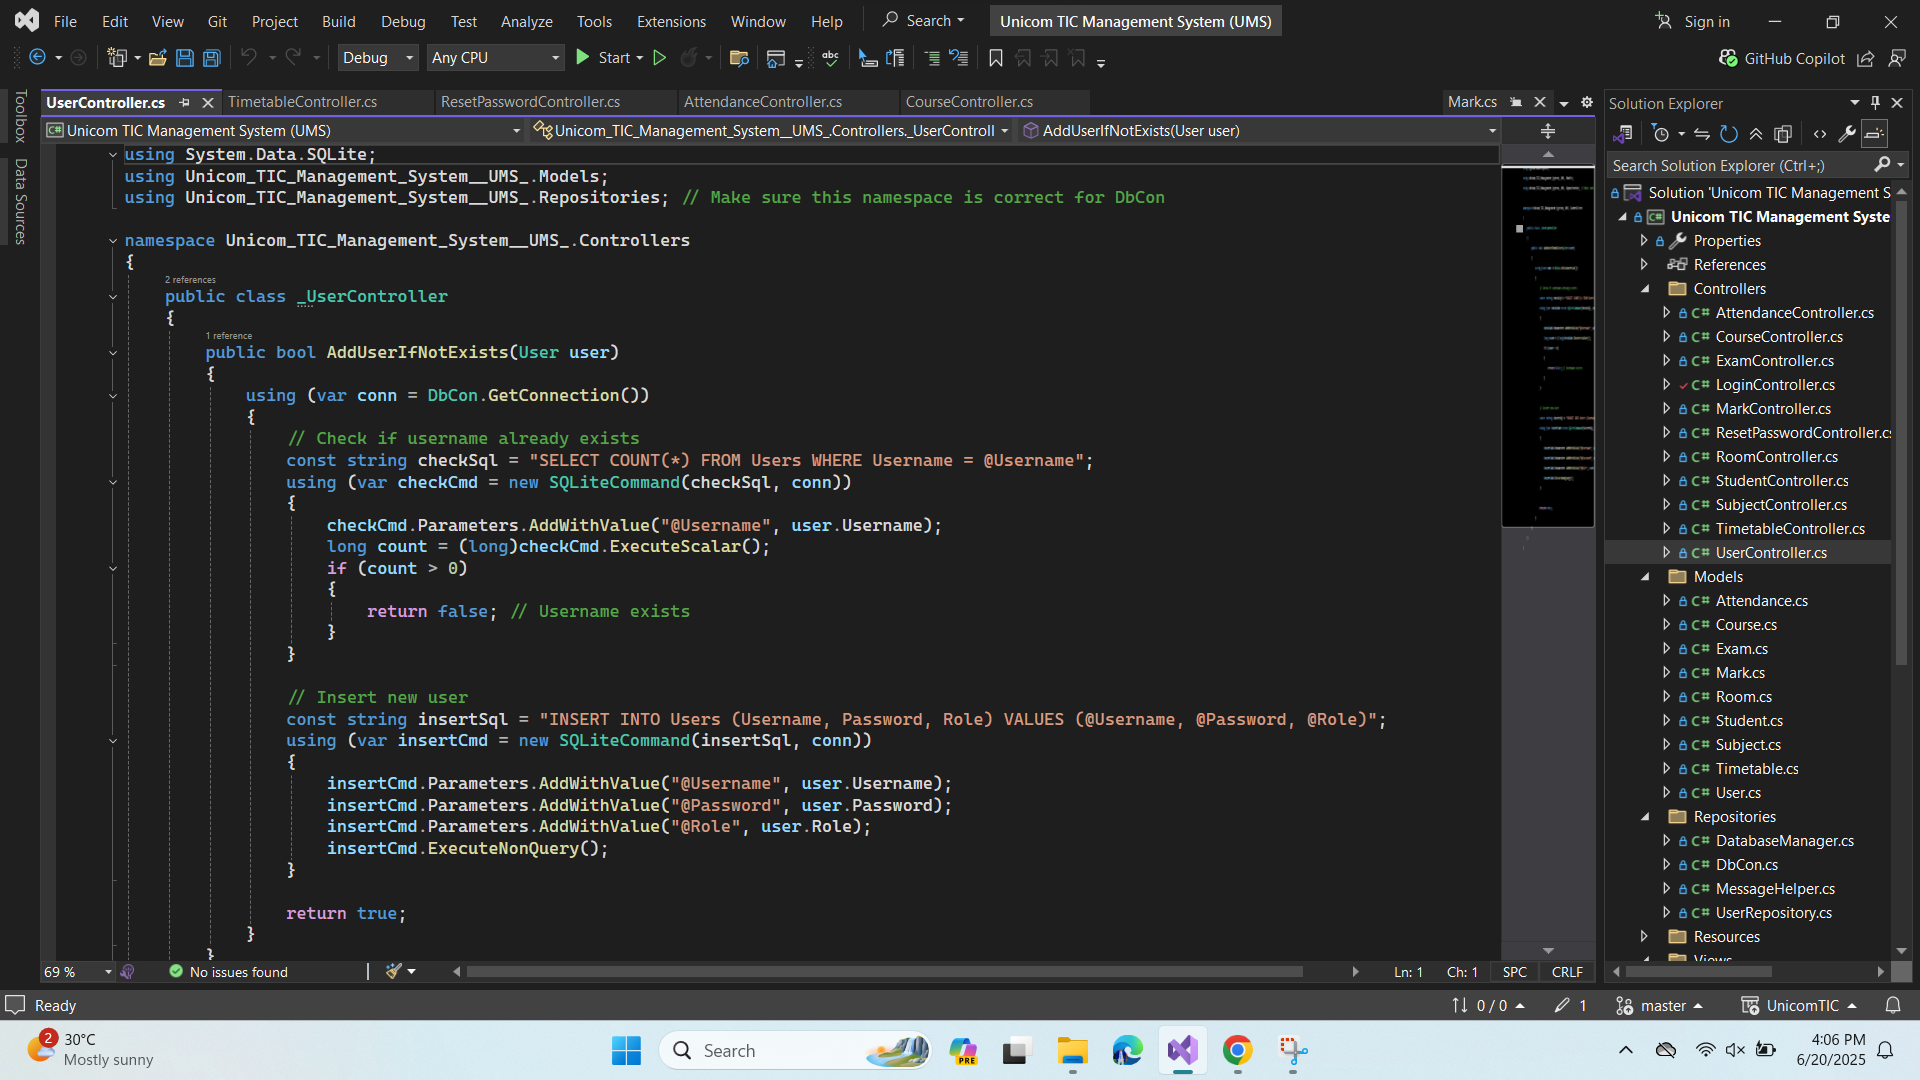 File Edit View Git Project Build Debug Test Analyze Tools Extensions Window Help Search Unicom TIC Management System (UMS) Sign in
Debug Any CPU Start GitHub Copilot
Toolbox
Data Sources
UserController.cs TimetableController.cs ResetPasswordController.cs AttendanceController.cs CourseController.cs Mark.cs
Unicom TIC Management System (UMS) Unicom_TIC_Management_System__UMS_.Controllers._UserControll AddUserIfNotExists(User user)
using System.Data.SQLite;
using Unicom_TIC_Management_System__UMS_.Models;
using Unicom_TIC_Management_System__UMS_.Repositories; // Make sure this namespace is correct for DbCon
namespace Unicom_TIC_Management_System__UMS_.Controllers
{
2 references
public class _UserController
{
1 reference
public bool AddUserIfNotExists(User user)
{
using (var conn = DbCon.GetConnection())
{
// Check if username already exists
const string checkSql = "SELECT COUNT(*) FROM Users WHERE Username = @Username";
using (var checkCmd = new SQLiteCommand(checkSql, conn))
{
checkCmd.Parameters.AddWithValue("@Username", user.Username);
long count = (long)checkCmd.ExecuteScalar();
if (count > 0)
{
return false; // Username exists
}
}
// Insert new user
const string insertSql = "INSERT INTO Users (Username, Password, Role) VALUES (@Username, @Password, @Role)";
using (var insertCmd = new SQLiteCommand(insertSql, conn))
{
insertCmd.Parameters.AddWithValue("@Username", user.Username);
insertCmd.Parameters.AddWithValue("@Password", user.Password);
insertCmd.Parameters.AddWithValue("@Role", user.Role);
insertCmd.ExecuteNonQuery();
}
return true;
}
}
69 % No issues found Ln: 1 Ch: 1 SPC CRLF
Solution Explorer
Search Solution Explorer (Ctrl+;)
Solution 'Unicom TIC Management S
Unicom TIC Management Syste
Properties
References
Controllers
C# AttendanceController.cs
C# CourseController.cs
C# ExamController.cs
C# LoginController.cs
C# MarkController.cs
C# ResetPasswordController.cs
C# RoomController.cs
C# StudentController.cs
C# SubjectController.cs
C# TimetableController.cs
C# UserController.cs
Models
C# Attendance.cs
C# Course.cs
C# Exam.cs
C# Mark.cs
C# Room.cs
C# Student.cs
C# Subject.cs
C# Timetable.cs
C# User.cs
Repositories
C# DatabaseManager.cs
C# DbCon.cs
C# MessageHelper.cs
C# UserRepository.cs
Resources
Views
Ready 0 / 0 1 master UnicomTIC
2 30°C
Mostly sunny
Search
PRE
4:06 PM
6/20/2025